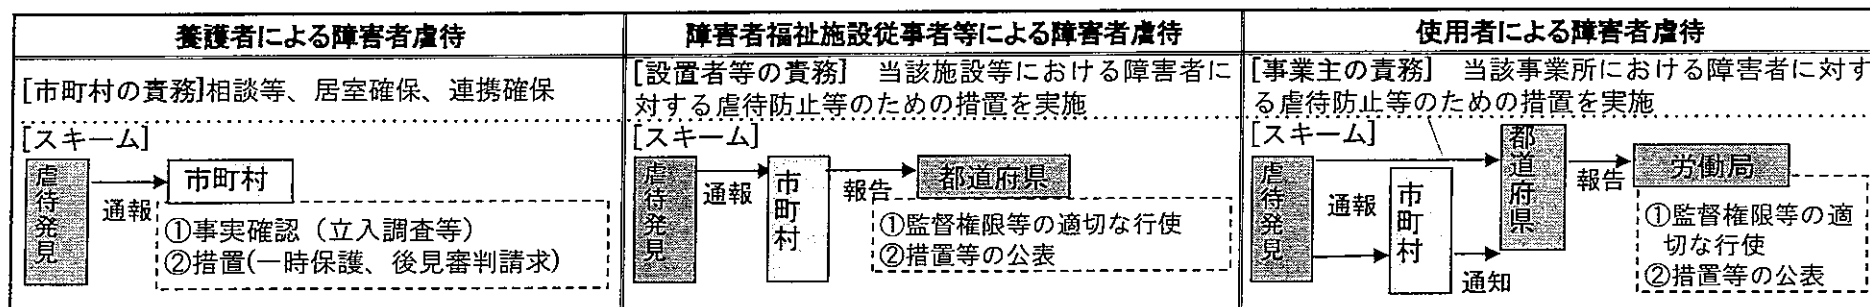 養護者による障害者虐待
[市町村の責務]相談等、居室確保、連携確保
[スキーム]
虐待発見
通報
市町村
①事実確認（立入調査等）
②措置(一時保護、後見審判請求)
障害者福祉施設従事者等による障害者虐待
[設置者等の責務]　当該施設等における障害者に
対する虐待防止等のための措置を実施
[スキーム]
虐待発見
通報
市町村
報告
都道府県
①監督権限等の適切な行使
②措置等の公表
使用者による障害者虐待
[事業主の責務]　当該事業所における障害者に対す
る虐待防止等のための措置を実施
[スキーム]
虐待発見
通報
市町村
通知
都道府県
報告
労働局
①監督権限等の適
切な行使
②措置等の公表